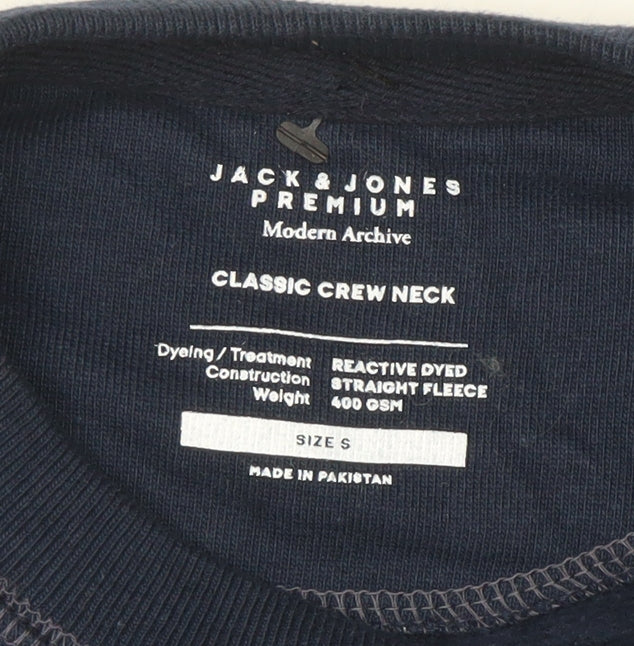 JACK & JONES
PREMIUM
Modern Archive
CLASSIC CREW NECK
Dyeing / Treatment REACTIVE DYED
Construction STRAIGHT FLEECE
Weight 400 GSM
SIZE S
MADE IN PAKISTAN